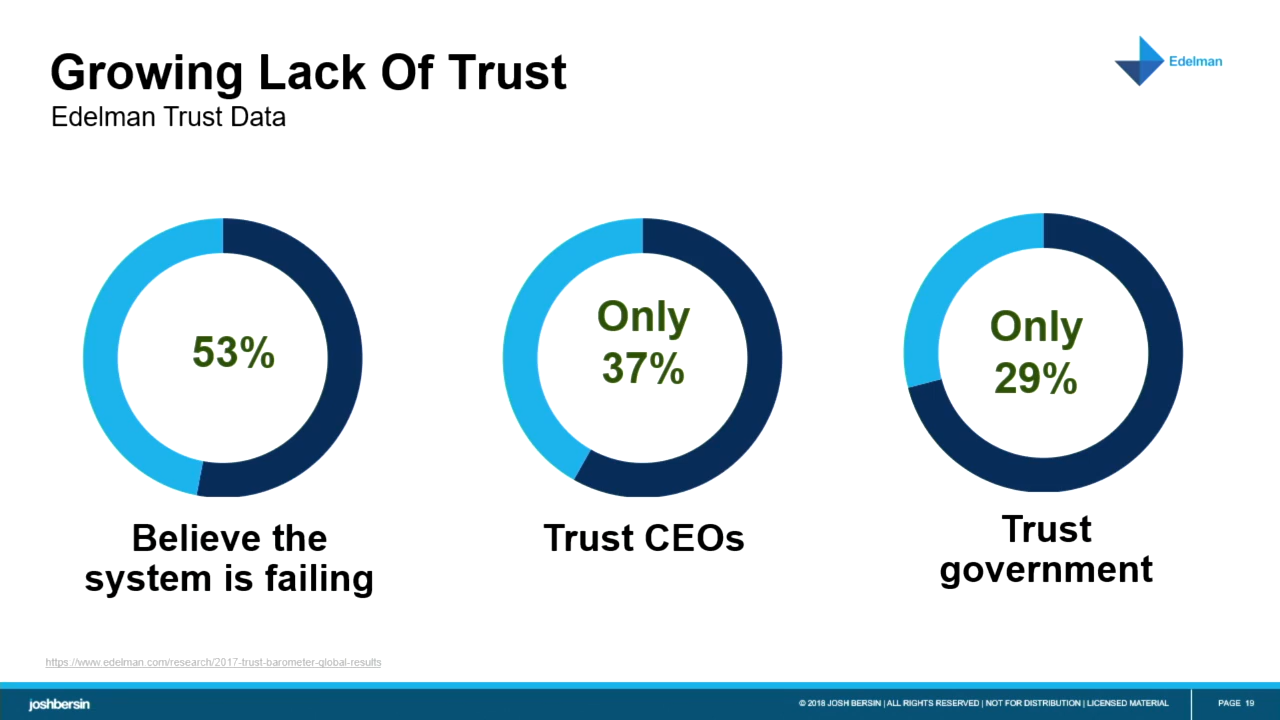 Growing Lack Of Trust
Edelman Trust Data
Edelman
53%
Believe the
system is failing
Only
37%
Trust CEOs
Only
29%
Trust
government
https://www.edelman.com/research/2017-trust-barometer-global-results
joshbersin
© 2018 JOSH BERSIN | ALL RIGHTS RESERVED | NOT FOR DISTRIBUTION | LICENSED MATERIAL
PAGE 19